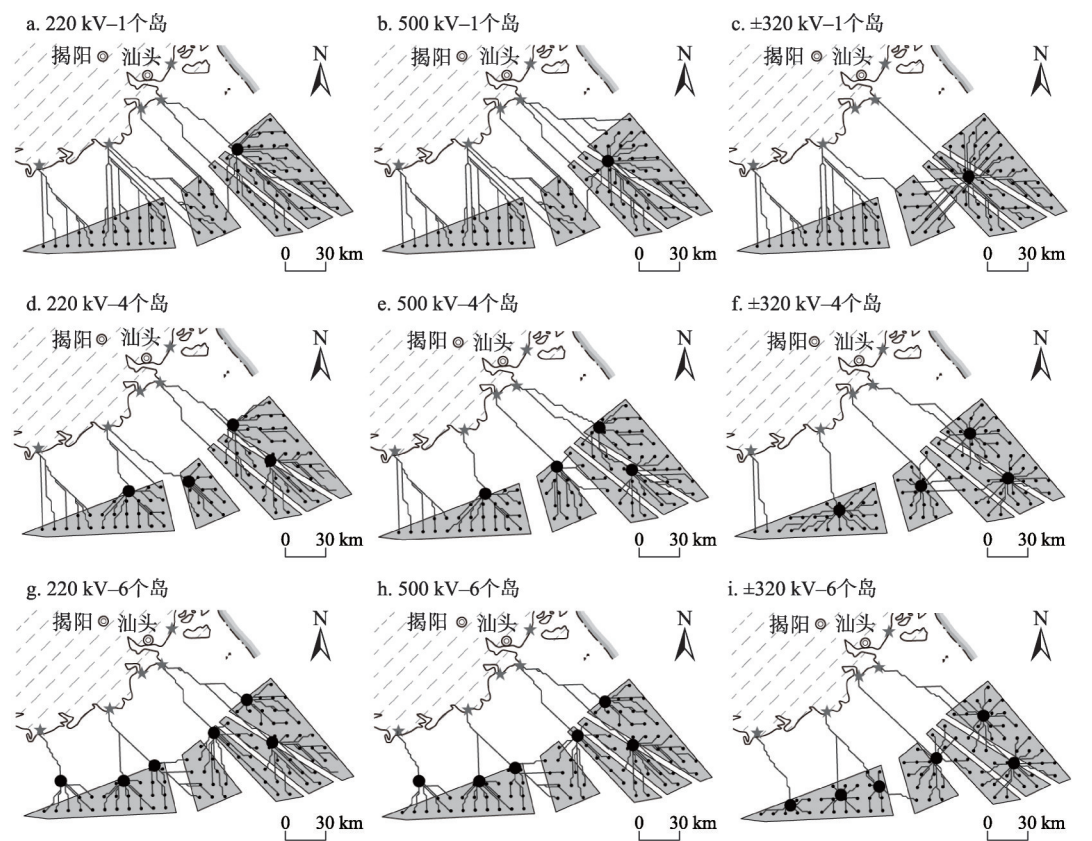 a. 220 kV–1个岛
揭阳 汕头 N
0 30 km
b. 500 kV–1个岛
揭阳 汕头 N
0 30 km
c. ±320 kV–1个岛
揭阳 汕头 N
0 30 km
d. 220 kV–4个岛
揭阳 汕头 N
0 30 km
e. 500 kV–4个岛
揭阳 汕头 N
0 30 km
f. ±320 kV–4个岛
揭阳 汕头 N
0 30 km
g. 220 kV–6个岛
揭阳 汕头 N
0 30 km
h. 500 kV–6个岛
揭阳 汕头 N
0 30 km
i. ±320 kV–6个岛
揭阳 汕头 N
0 30 km